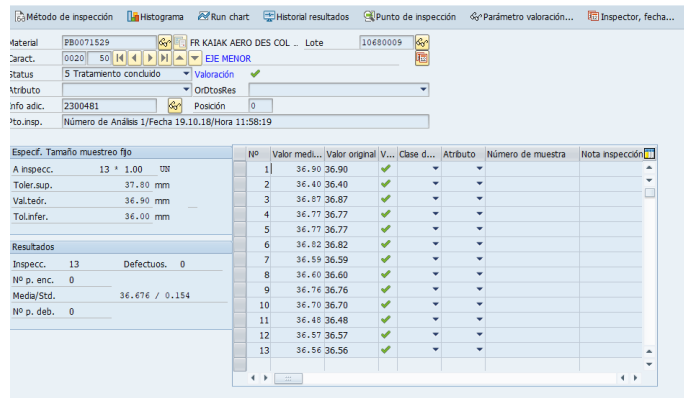 Método de inspección Histograma Run chart Historial resultados Punto de inspección Parámetro valoración... Inspector, fecha...
Material PB0071529 FR KAIAK AERO DES COL .. Lote 10680009
Caract. 0020 50 EJE MENOR
Status 5 Tratamiento concluido Valoración
Atributo OrDtosRes
Info adic. 2300481 Posición 0
Pto.insp. Número de Análisis 1/Fecha 19.10.18/Hora 11:58:19
Especif. Tamaño muestreo fijo
A inspecc. 13 * 1.00 UN
Toler.sup. 37.80 mm
Val.teór. 36.90 mm
Tol.infer. 36.00 mm
Resultados
Inspecc. 13 Defectuos. 0
Nº p. enc. 0
Media/Std. 36.676 / 0.154
Nº p. deb. 0
Nº Valor medi... Valor original V... Clase d... Atributo Número de muestra Nota inspección
1 36.90 36.90
2 36.40 36.40
3 36.87 36.87
4 36.77 36.77
5 36.77 36.77
6 36.82 36.82
7 36.59 36.59
8 36.60 36.60
9 36.76 36.76
10 36.70 36.70
11 36.48 36.48
12 36.57 36.57
13 36.56 36.56